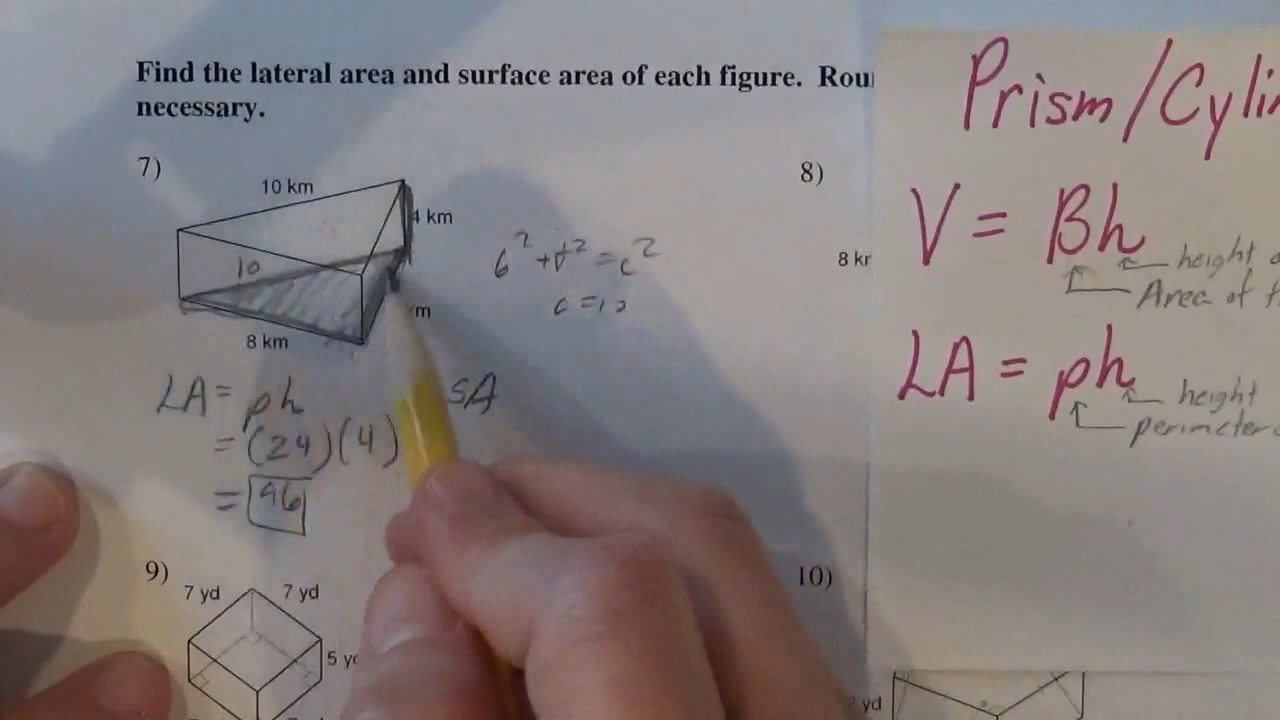 Find the lateral area and surface area of each figure. Rou
necessary.
7)
10 km
4 km
10
m
8 km
6² + 8² = c²
c = 10
LA = ph
= (24)(4)
= 96
SA
8)
8 k
9)
7 yd
7 yd
5 y
10)
yd
Prism/Cyli
V = Bh
height
Area of
LA = ph
height
perimeter